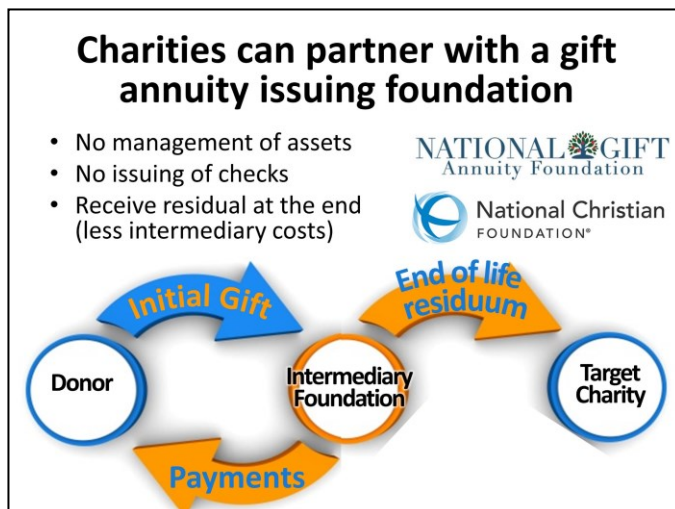 Charities can partner with a gift
annuity issuing foundation
• No management of assets
• No issuing of checks
• Receive residual at the end
(less intermediary costs)
NATIONAL GIFT
Annuity Foundation
National Christian
FOUNDATION®
Initial Gift
End of life
residuum
Donor
Intermediary
Foundation
Target
Charity
Payments